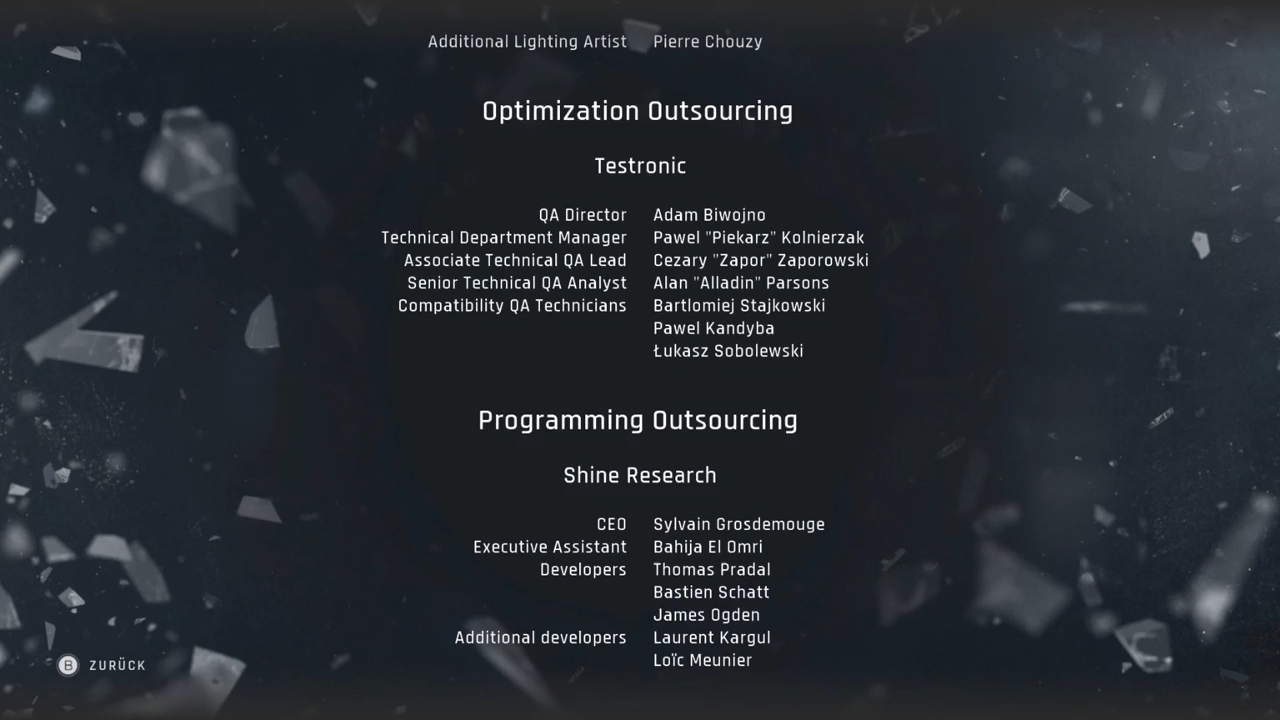 Additional Lighting Artist Pierre Chouzy
Optimization Outsourcing
Testronic
QA Director Adam Biwojno
Technical Department Manager Pawel "Piekarz" Kolnierzak
Associate Technical QA Lead Cezary "Zapor" Zaporowski
Senior Technical QA Analyst Alan "Alladin" Parsons
Compatibility QA Technicians Bartlomiej Stajkowski
Pawel Kandyba
Łukasz Sobolewski
Programming Outsourcing
Shine Research
CEO Sylvain Grosdemouge
Executive Assistant Bahija El Omri
Developers Thomas Pradal
Bastien Schatt
James Ogden
Additional developers Laurent Kargul
Loïc Meunier
B ZURÜCK